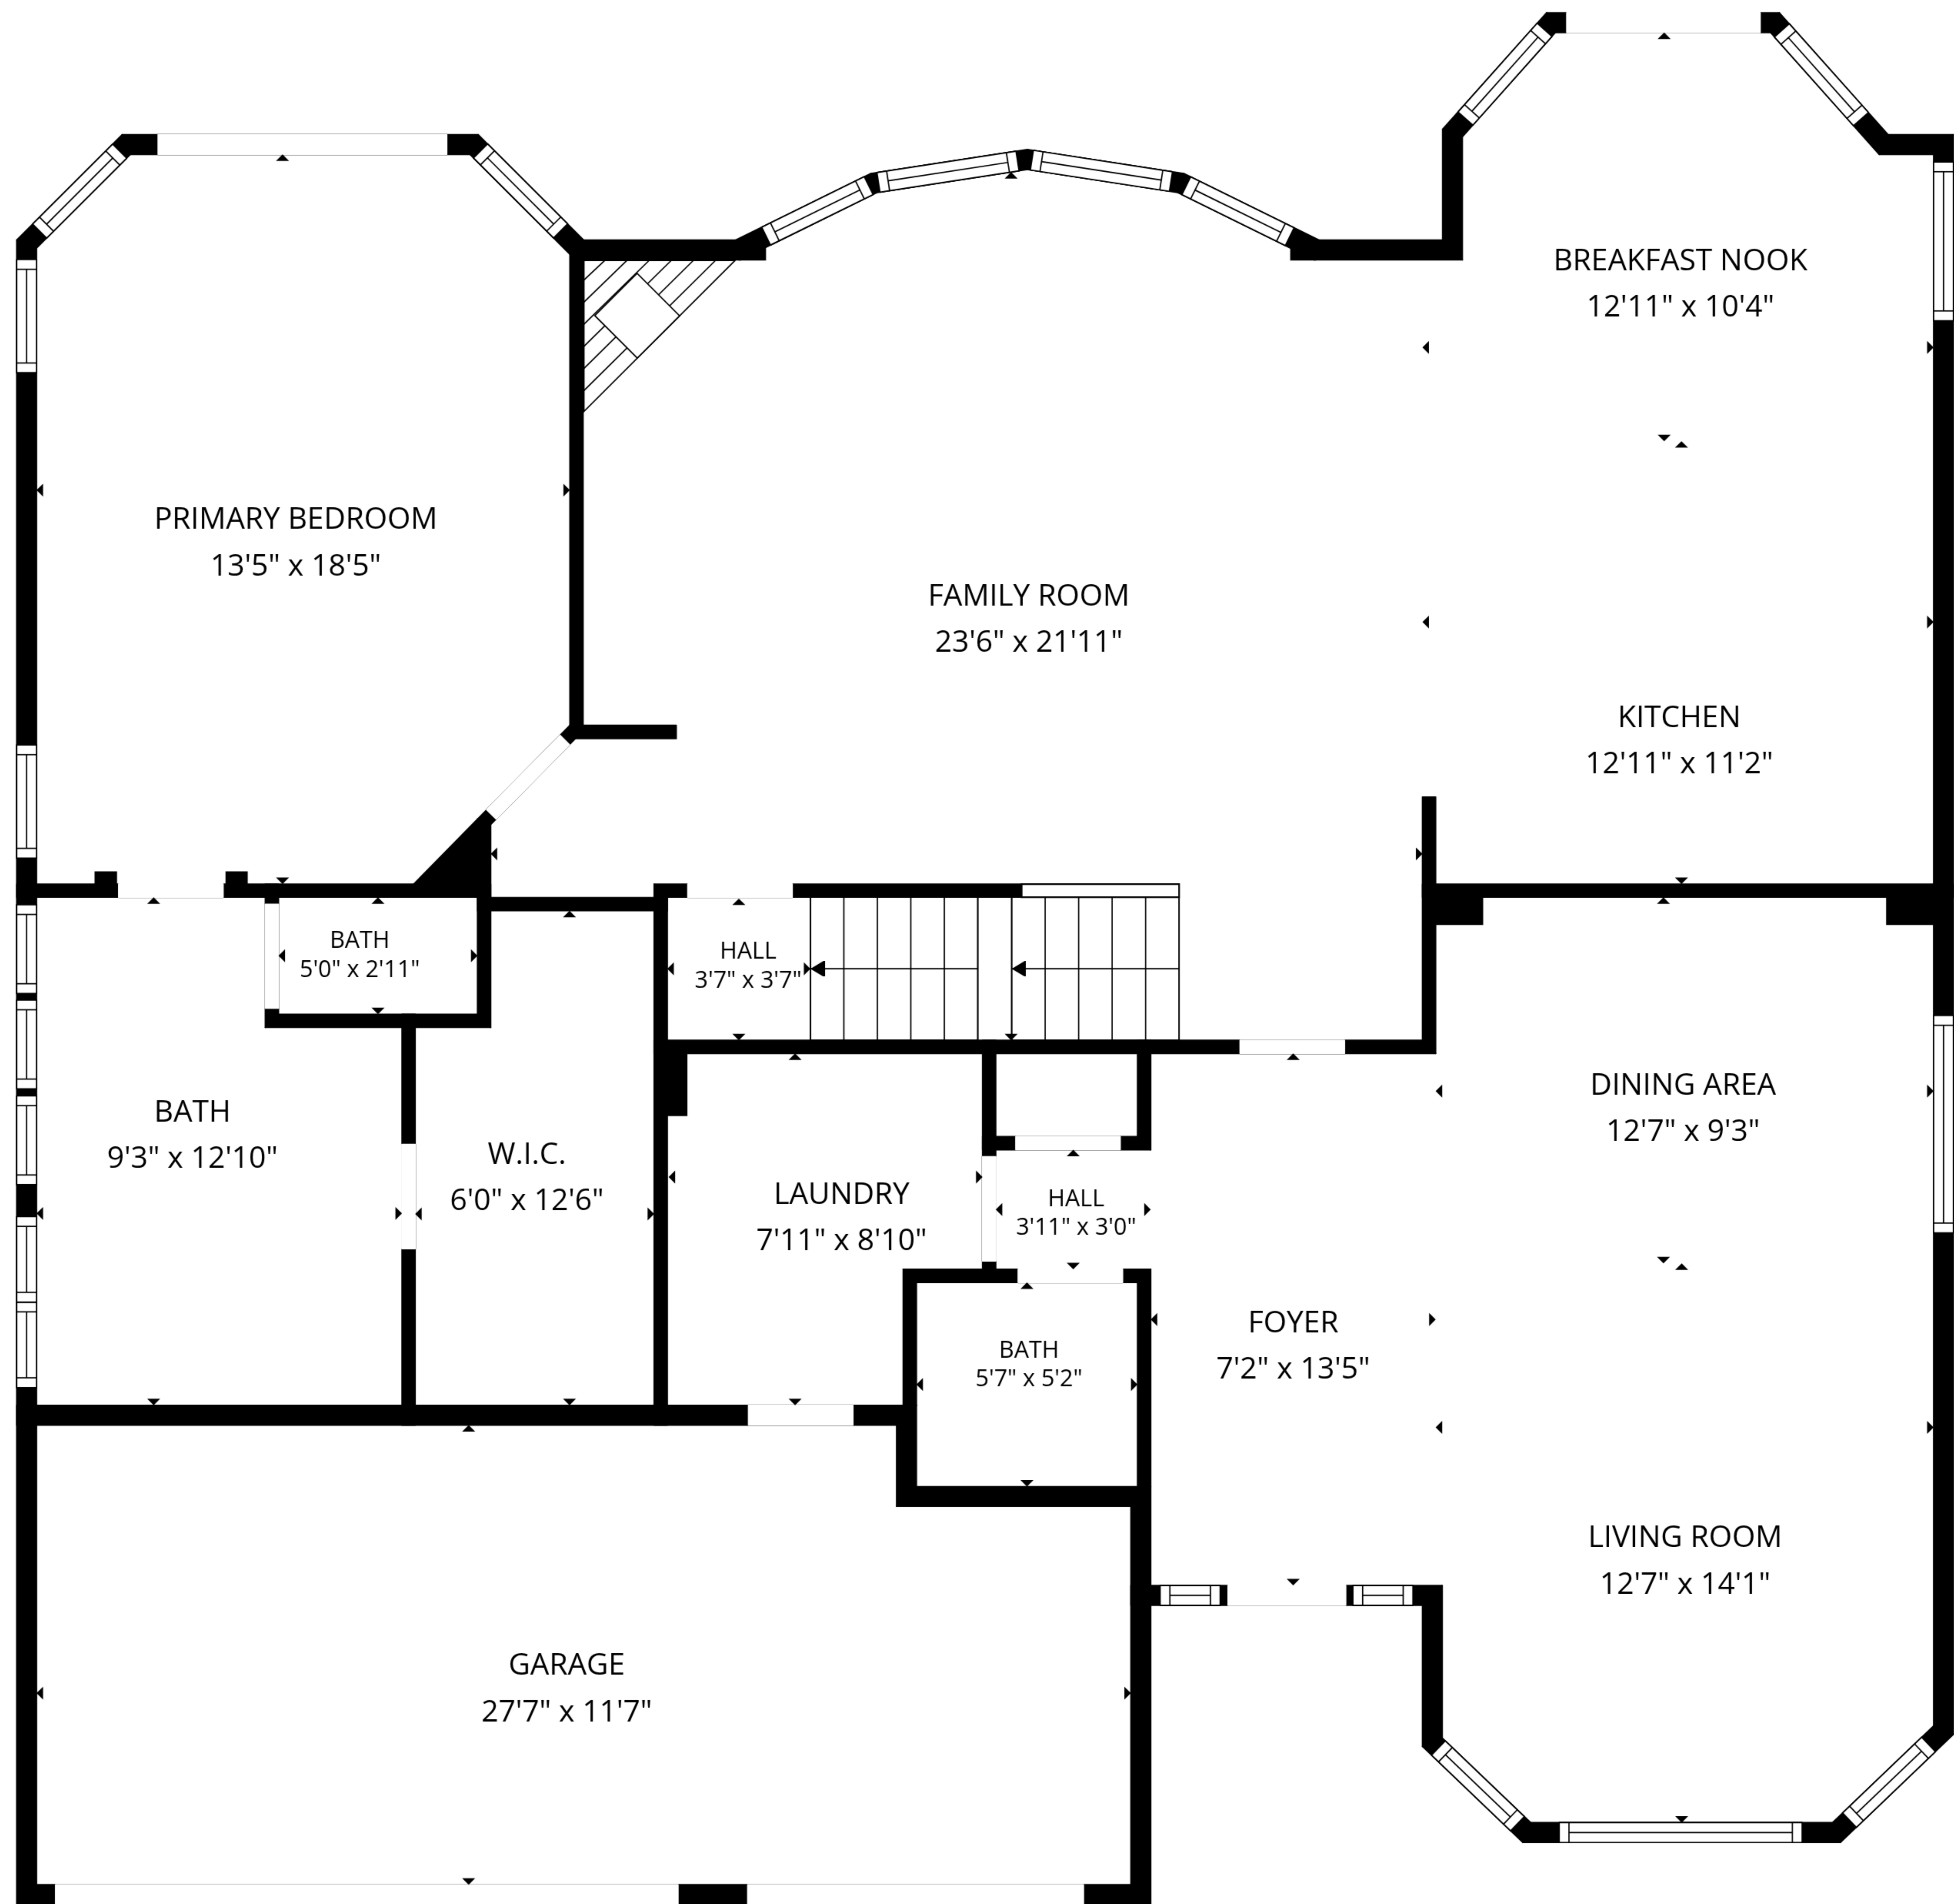 BREAKFAST NOOK
12'11" x 10'4"
PRIMARY BEDROOM
13'5" x 18'5"
FAMILY ROOM
23'6" x 21'11"
KITCHEN
12'11" x 11'2"
BATH
5'0" x 2'11"
HALL
3'7" x 3'7"
DINING AREA
12'7" x 9'3"
BATH
9'3" x 12'10"
W.I.C.
6'0" x 12'6"
LAUNDRY
7'11" x 8'10"
HALL
3'11" x 3'0"
FOYER
7'2" x 13'5"
BATH
5'7" x 5'2"
LIVING ROOM
12'7" x 14'1"
GARAGE
27'7" x 11'7"